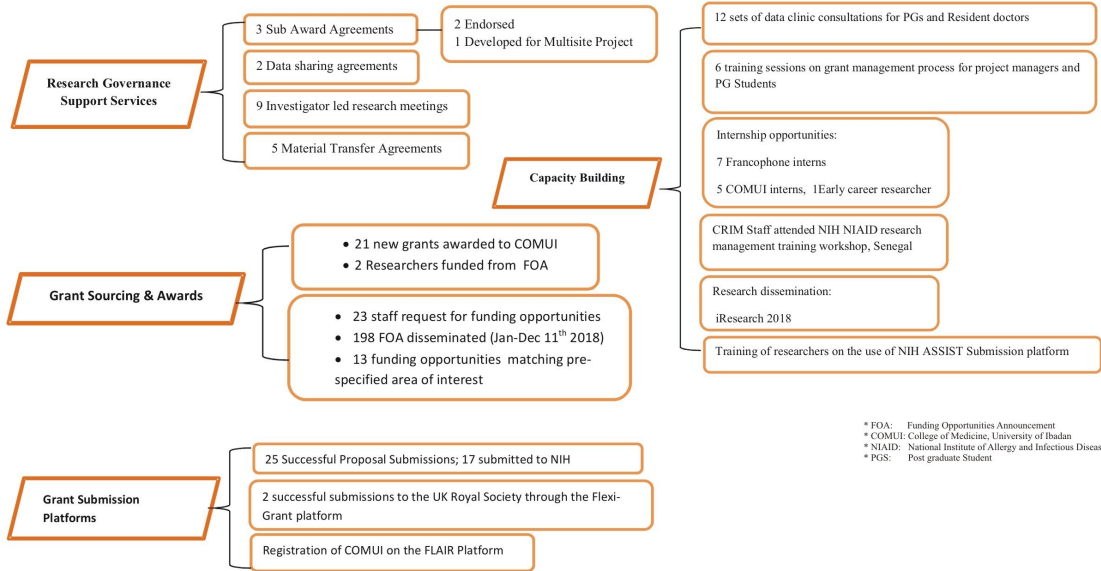 Research Governance
Support Services
3 Sub Award Agreements
2 Endorsed
1 Developed for Multisite Project
2 Data sharing agreements
9 Investigator led research meetings
5 Material Transfer Agreements
Grant Sourcing & Awards
• 21 new grants awarded to COMUI
• 2 Researchers funded from FOA
• 23 staff request for funding opportunities
• 198 FOA disseminated (Jan-Dec 11th 2018)
• 13 funding opportunities matching pre-
specified area of interest
Grant Submission
Platforms
25 Successful Proposal Submissions; 17 submitted to NIH
2 successful submissions to the UK Royal Society through the Flexi-
Grant platform
Registration of COMUI on the FLAIR Platform
Capacity Building
12 sets of data clinic consultations for PGs and Resident doctors
6 training sessions on grant management process for project managers and
PG Students
Internship opportunities:
7 Francophone interns
5 COMUI interns, 1Early career researcher
CRIM Staff attended NIH NIAID research
management training workshop, Senegal
Research dissemination:
iResearch 2018
Training of researchers on the use of NIH ASSIST Submission platform
* FOA: Funding Opportunities Announcement
* COMUI: College of Medicine, University of Ibadan
* NIAID: National Institute of Allergy and Infectious Diseas
* PGS: Post graduate Student